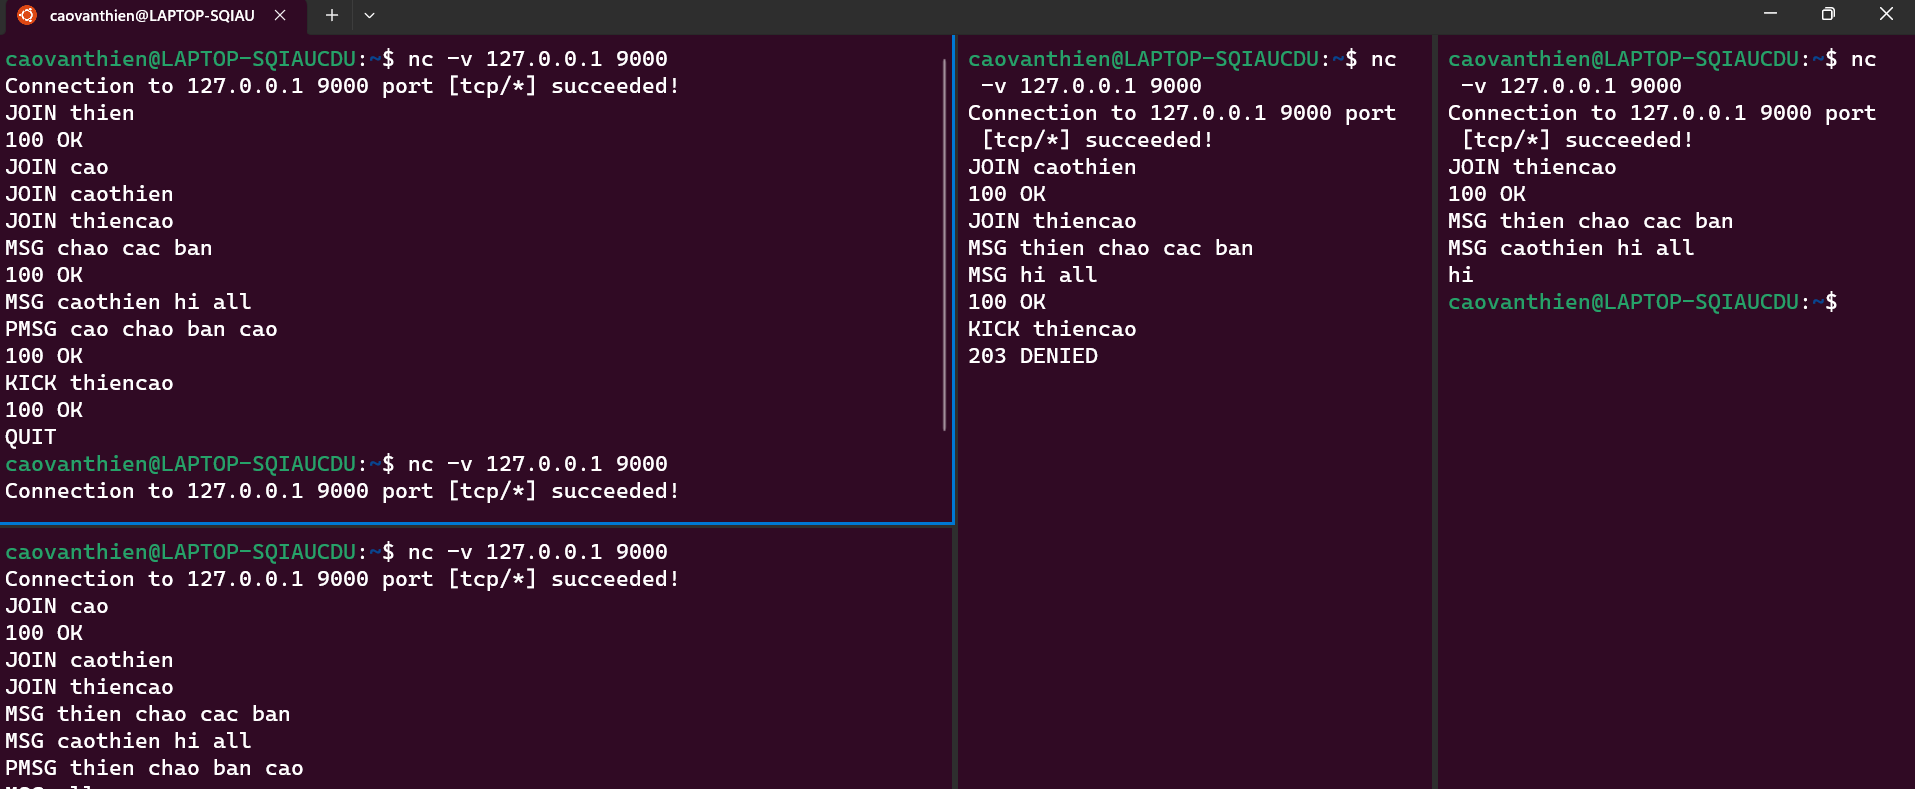 caovanthien@LAPTOP-SQIAU
caovanthien@LAPTOP-SQIAUCDU:~$ nc -v 127.0.0.1 9000
Connection to 127.0.0.1 9000 port [tcp/*] succeeded!
JOIN thien
100 OK
JOIN cao
JOIN caothien
JOIN thiencao
MSG chao cac ban
100 OK
MSG caothien hi all
PMSG cao chao ban cao
100 OK
KICK thiencao
100 OK
QUIT
caovanthien@LAPTOP-SQIAUCDU:~$ nc -v 127.0.0.1 9000
Connection to 127.0.0.1 9000 port [tcp/*] succeeded!
caovanthien@LAPTOP-SQIAUCDU:~$ nc -v 127.0.0.1 9000
Connection to 127.0.0.1 9000 port [tcp/*] succeeded!
JOIN cao
100 OK
JOIN caothien
JOIN thiencao
MSG thien chao cac ban
MSG caothien hi all
PMSG thien chao ban cao
caovanthien@LAPTOP-SQIAUCDU:~$ nc
-v 127.0.0.1 9000
Connection to 127.0.0.1 9000 port
[tcp/*] succeeded!
JOIN caothien
100 OK
JOIN thiencao
MSG thien chao cac ban
MSG hi all
100 OK
KICK thiencao
203 DENIED
caovanthien@LAPTOP-SQIAUCDU:~$ nc
-v 127.0.0.1 9000
Connection to 127.0.0.1 9000 port
[tcp/*] succeeded!
JOIN thiencao
100 OK
MSG thien chao cac ban
MSG caothien hi all
hi
caovanthien@LAPTOP-SQIAUCDU:~$